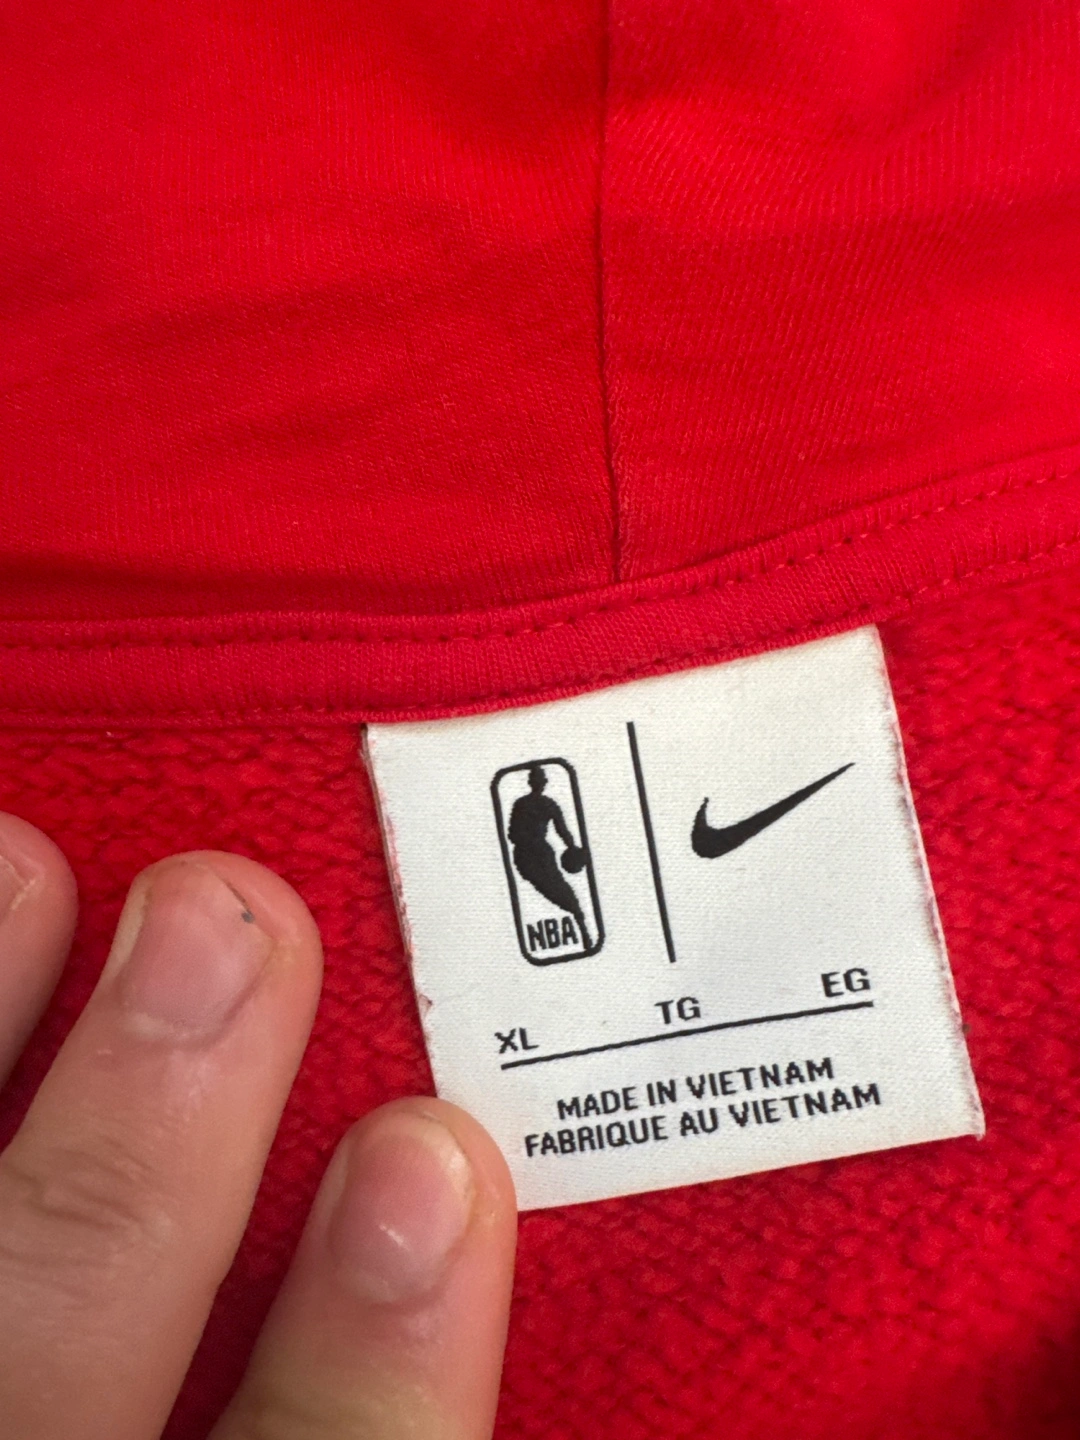 NBA
XL TG EG
MADE IN VIETNAM
FABRIQUE AU VIETNAM